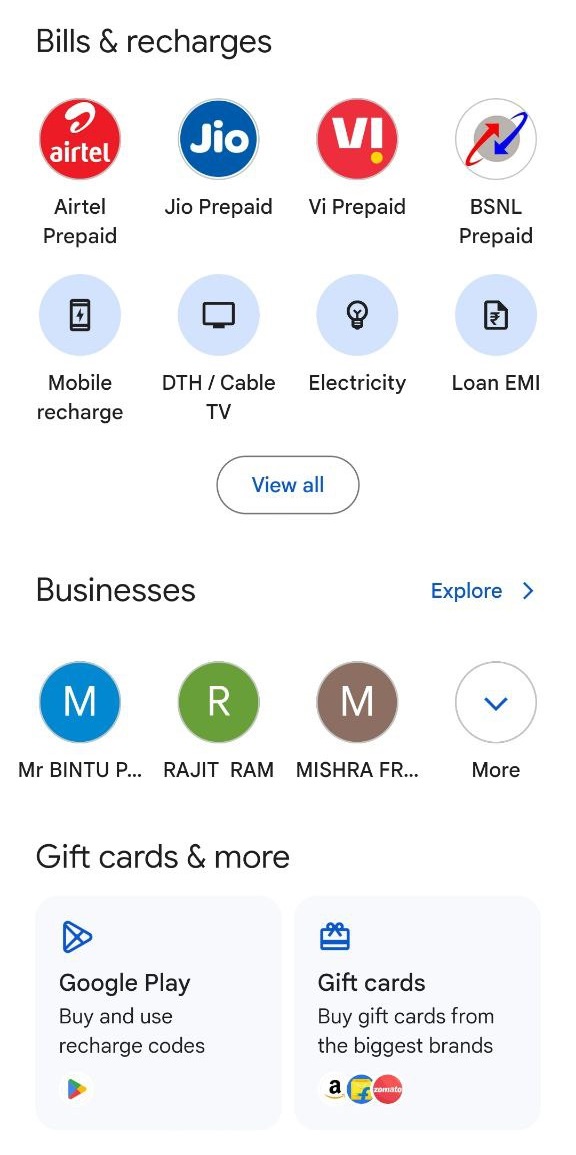 Bills & recharges
airtel
Jio
VI
Airtel
Prepaid
Jio Prepaid
Vi Prepaid
BSNL
Prepaid
₹
Mobile
recharge
DTH / Cable
TV
Electricity
Loan EMI
View all
Businesses
Explore
M
R
M
Mr BINTU P...
RAJIT RAM
MISHRA FR...
More
Gift cards & more
Google Play
Buy and use
recharge codes
Gift cards
Buy gift cards from
the biggest brands
a
f
zomato